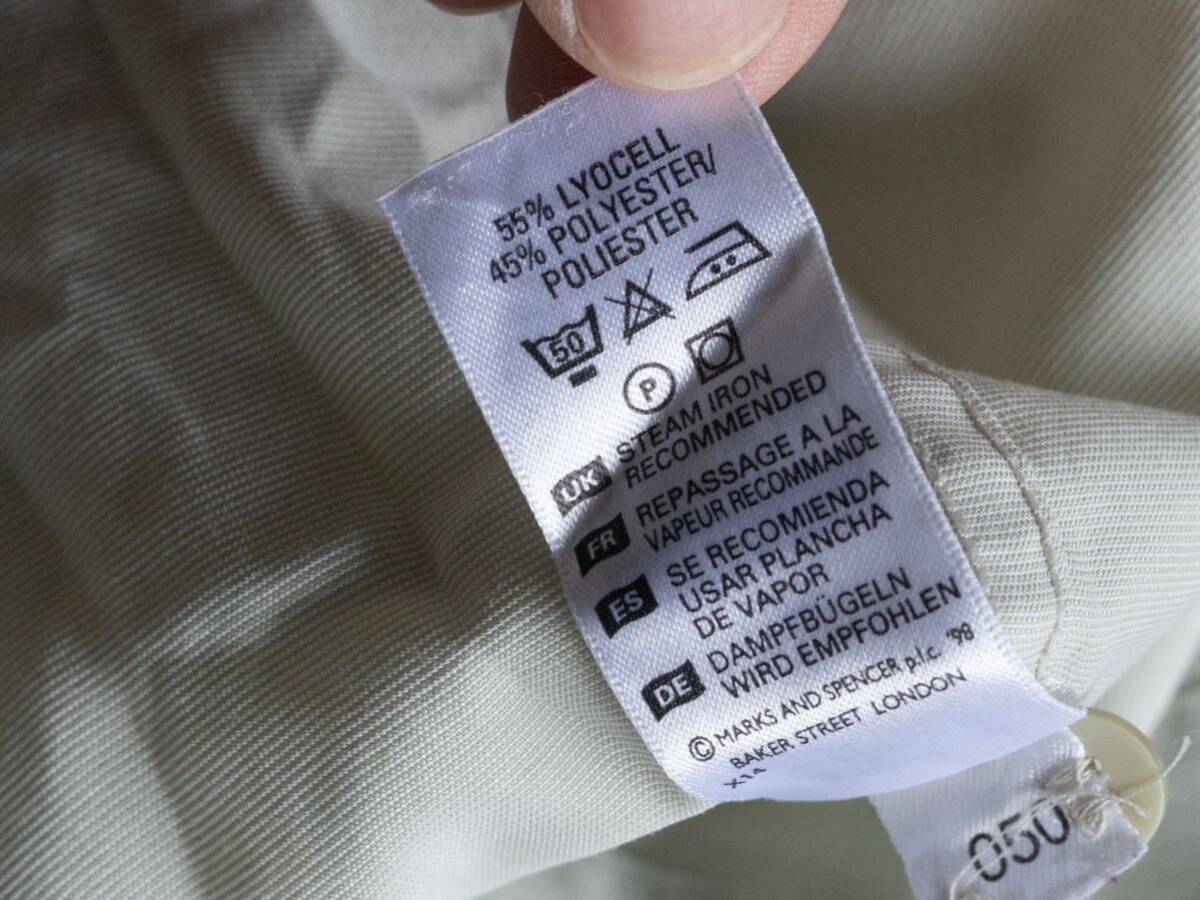 55% LYOCELL
45% POLYESTER/
POLIESTER
50
P
UK STEAM IRON
RECOMMENDED
FR REPASSAGE A LA
VAPEUR RECOMMANDE
ES SE RECOMIENDA
USAR PLANCHA
DE VAPOR
DE DAMPFBÜGELN
WIRD EMPFOHLEN
© MARKS AND SPENCER p.l.c. '98
BAKER STREET LONDON
050